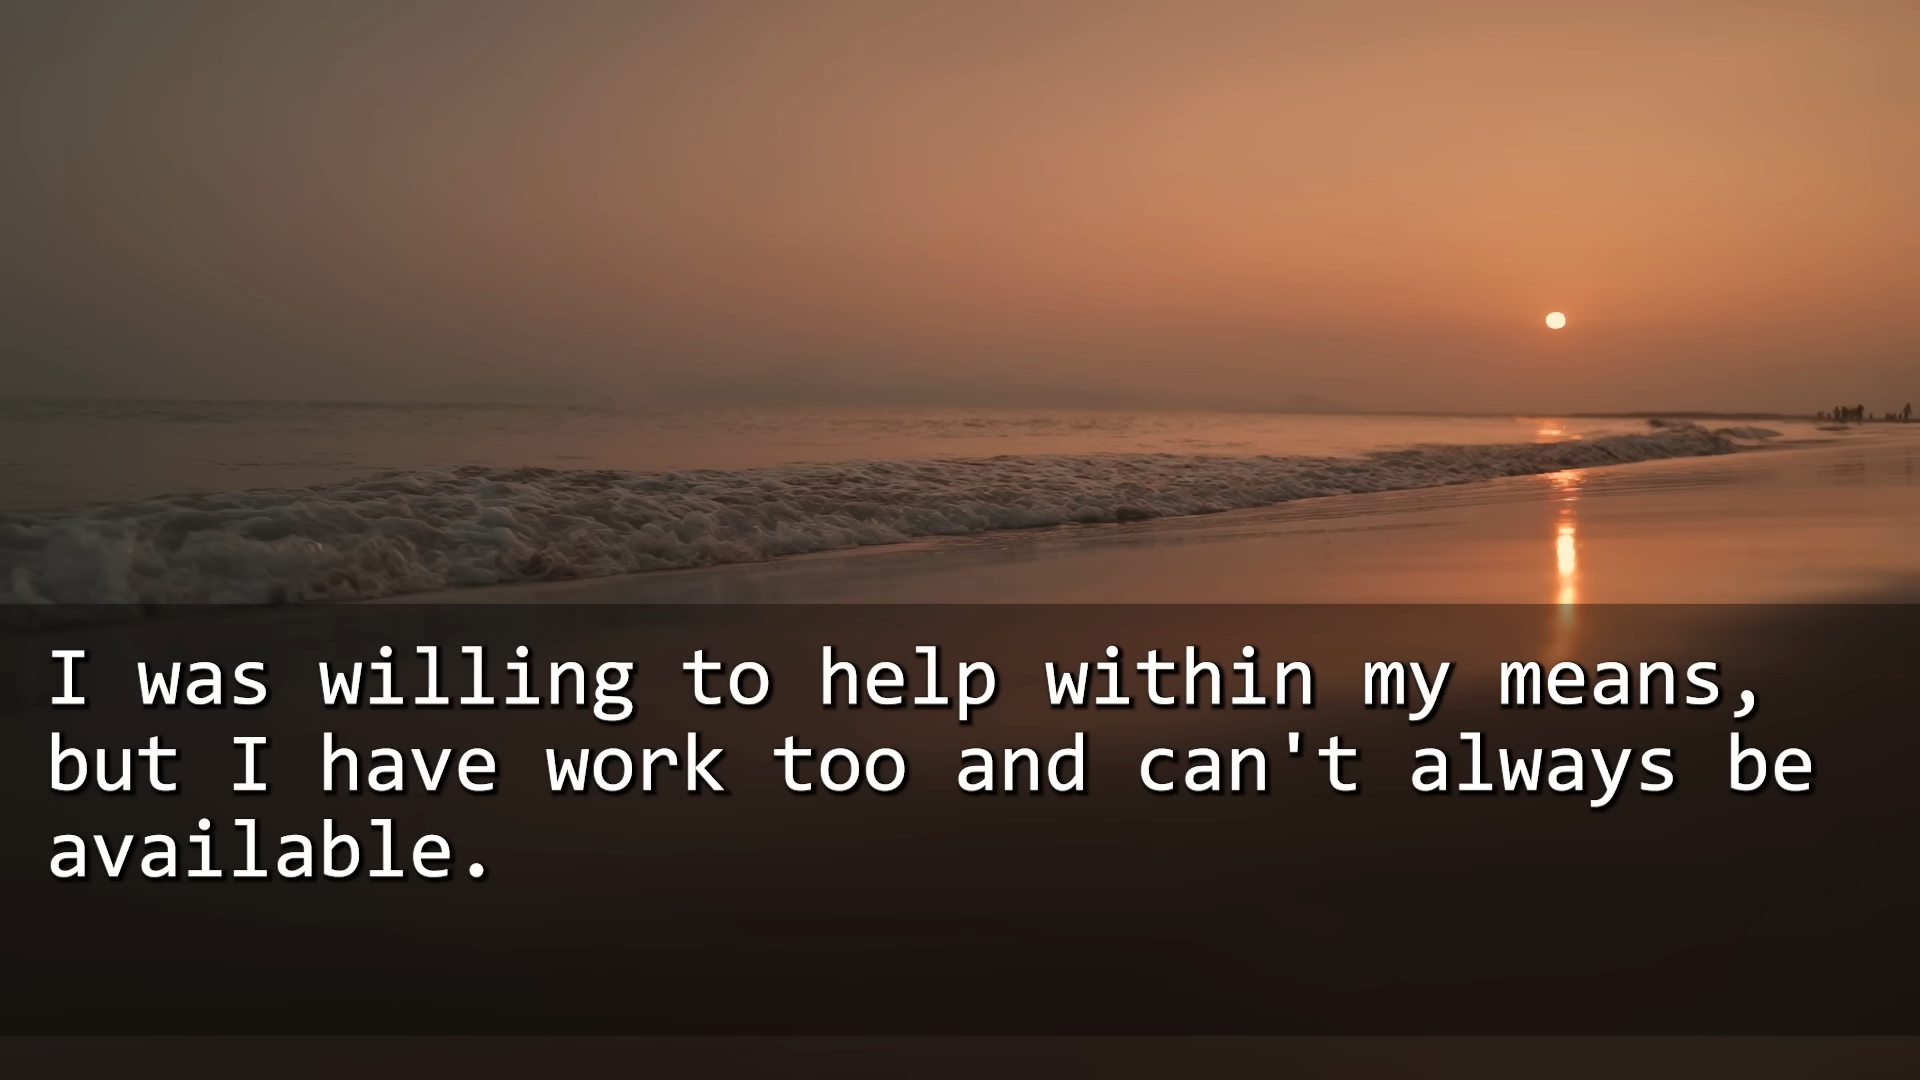 I was willing to help within my means,
but I have work too and can't always be
available.